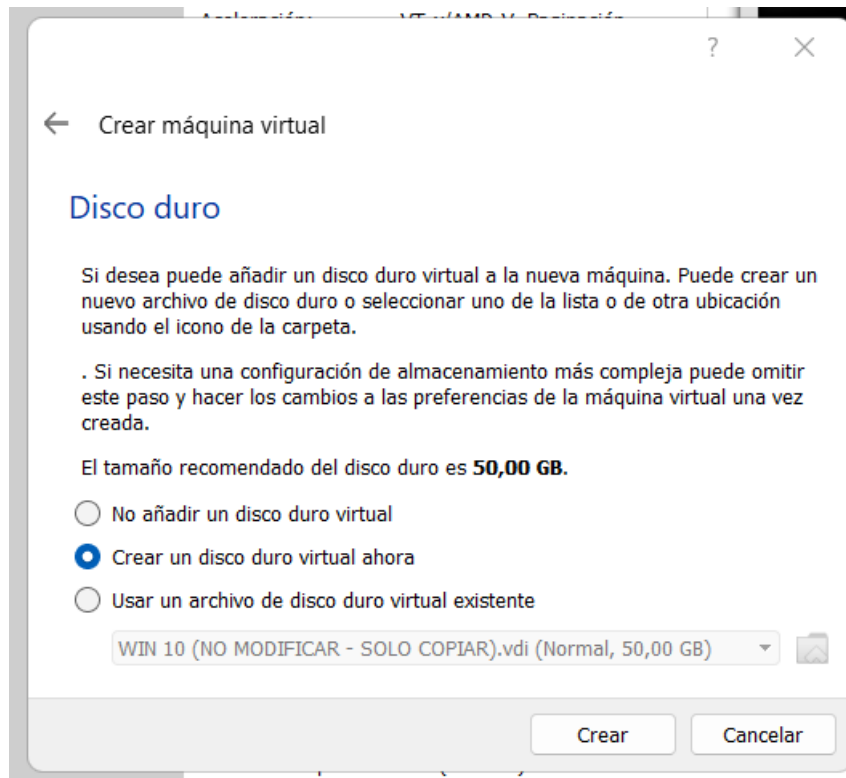 ?
Crear máquina virtual
Disco duro
Si desea puede añadir un disco duro virtual a la nueva máquina. Puede crear un
nuevo archivo de disco duro o seleccionar uno de la lista o de otra ubicación
usando el icono de la carpeta.
. Si necesita una configuración de almacenamiento más compleja puede omitir
este paso y hacer los cambios a las preferencias de la máquina virtual una vez
creada.
El tamaño recomendado del disco duro es 50,00 GB.
No añadir un disco duro virtual
Crear un disco duro virtual ahora
Usar un archivo de disco duro virtual existente
WIN 10 (NO MODIFICAR - SOLO COPIAR).vdi (Normal, 50,00 GB)
Crear Cancelar